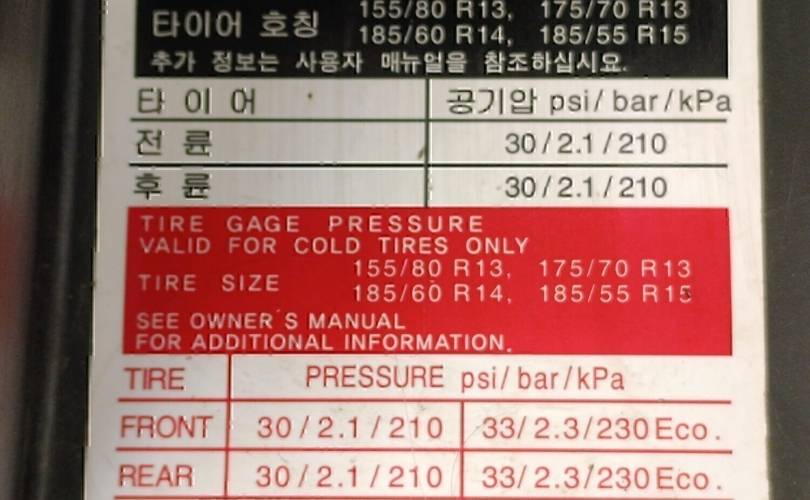 155/80 R13, 175/70 R13
타이어 호칭
185/60 R14, 185/55 R15
추가 정보는 사용자 매뉴얼을 참조하십시요.
타 이 어 공기압 psi/bar/kPa
전 륜 30/2.1/210
후 륜 30/2.1/210
TIRE GAGE PRESSURE
VALID FOR COLD TIRES ONLY
155/80 R13, 175/70 R13
TIRE SIZE
185/60 R14, 185/55 R15
SEE OWNER'S MANUAL
FOR ADDITIONAL INFORMATION.
TIRE PRESSURE psi/bar/kPa
FRONT 30/2.1/210 33/2.3/230 Eco.
REAR 30/2.1/210 33/2.3/230 Eco.